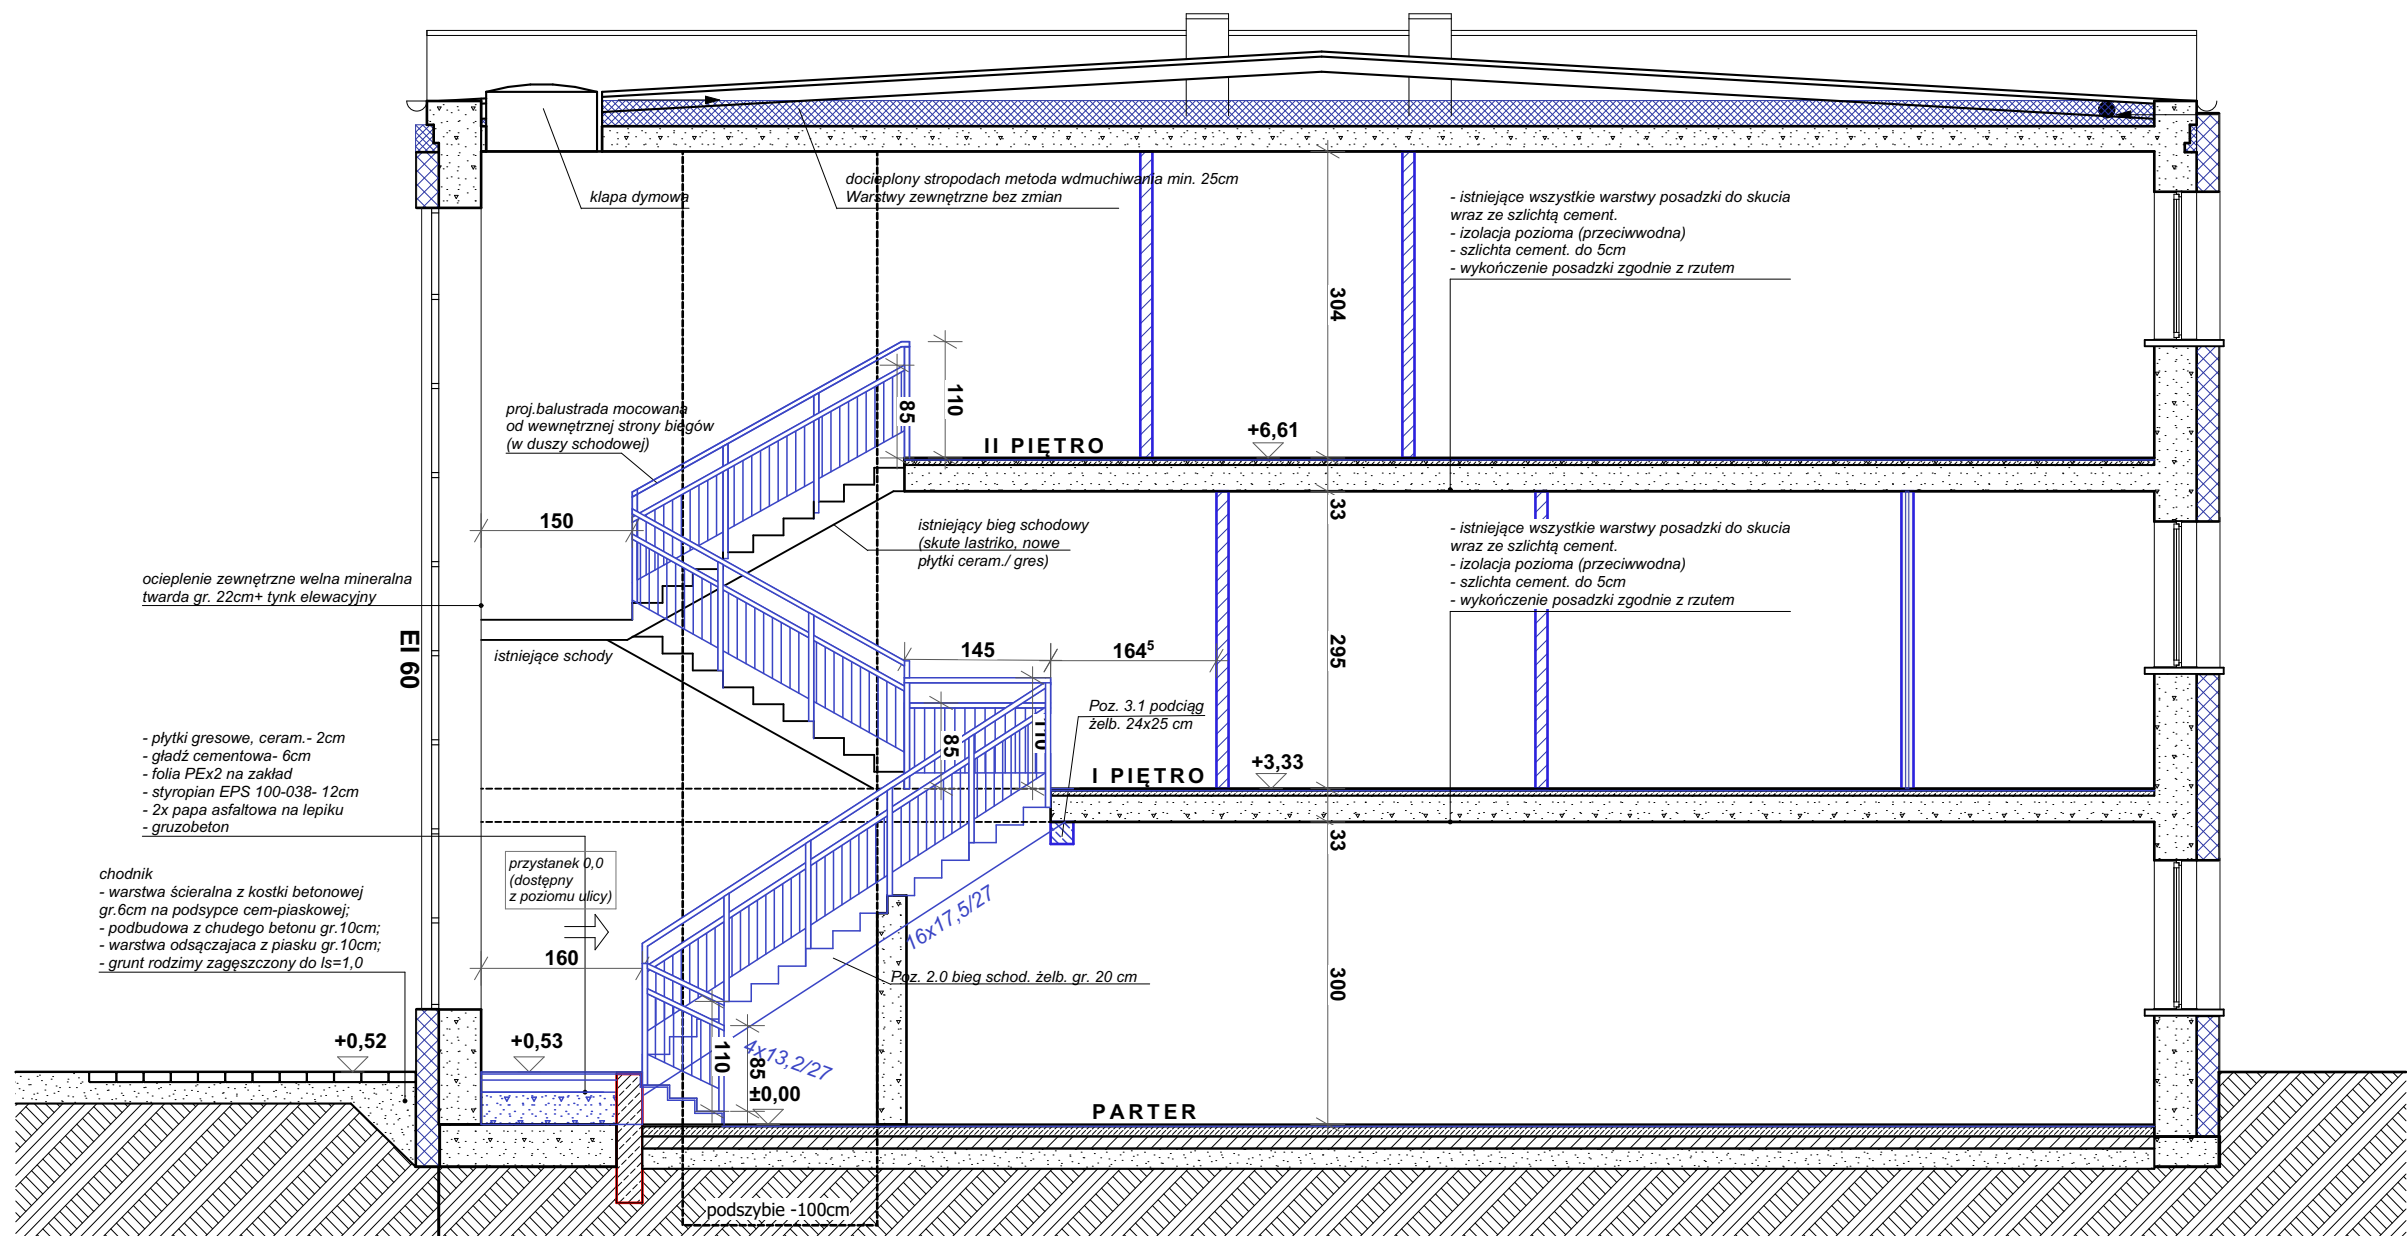 klapa dymowa
docieplony stropodach metoda wdmuchiwania min. 25cm
Warstwy zewnętrzne bez zmian
- istniejące wszystkie warstwy posadzki do skucia
wraz ze szlichtą cement.
- izolacja pozioma (przeciwwodna)
- szlichta cement. do 5cm
- wykończenie posadzki zgodnie z rzutem
304
110
85
proj.balustrada mocowana
od wewnętrznej strony biegów
(w duszy schodowej)
II PIĘTRO
+6,61
33
150
istniejący bieg schodowy
(skute lastriko, nowe
płytki ceram./ gres)
- istniejące wszystkie warstwy posadzki do skucia
wraz ze szlichtą cement.
- izolacja pozioma (przeciwwodna)
- szlichta cement. do 5cm
- wykończenie posadzki zgodnie z rzutem
ocieplenie zewnętrzne welna mineralna
twarda gr. 22cm+ tynk elewacyjny
EI 60
istniejące schody
145
164⁵
295
Poz. 3.1 podciąg
żelb. 24x25 cm
110
85
I PIĘTRO
+3,33
- płytki gresowe, ceram.- 2cm
- gładź cementowa- 6cm
- folia PEx2 na zakład
- styropian EPS 100-038- 12cm
- 2x papa asfaltowa na lepiku
- gruzobeton
33
przystanek 0,0
(dostępny
z poziomu ulicy)
chodnik
- warstwa ścieralna z kostki betonowej
gr.6cm na podsypce cem-piaskowej;
- podbudowa z chudego betonu gr.10cm;
- warstwa odsączajaca z piasku gr.10cm;
- grunt rodzimy zagęszczony do Is=1,0
16x17,5/27
160
Poz. 2.0 bieg schod. żelb. gr. 20 cm
300
+0,52
+0,53
110
85
4x13,2/27
±0,00
PARTER
podszybie -100cm